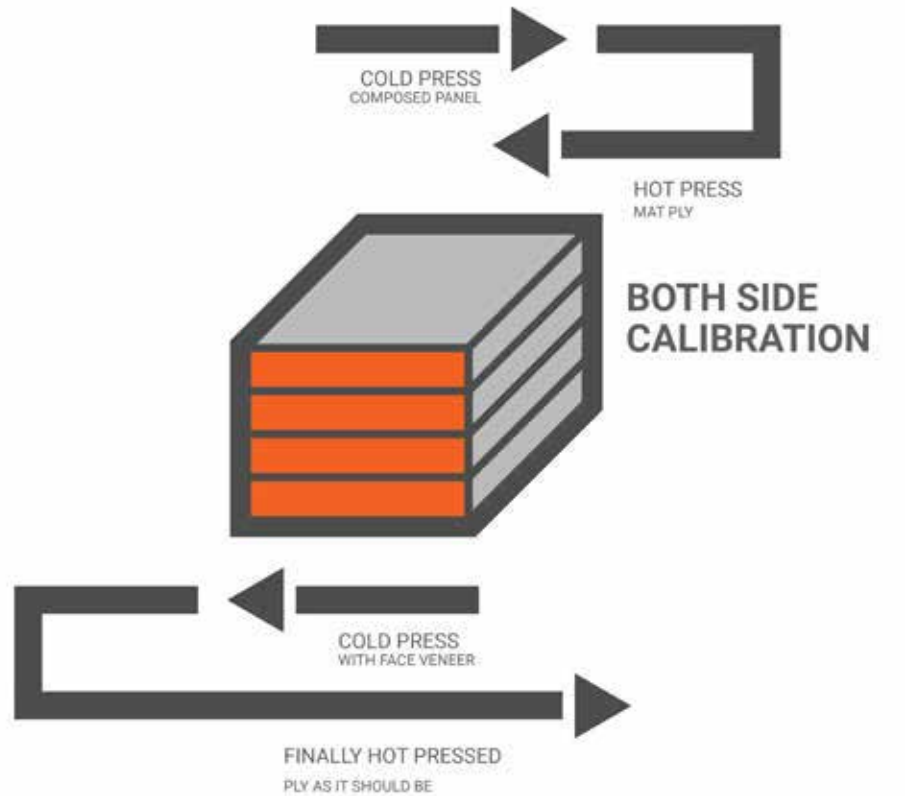 COLD PRESS
COMPOSED PANEL
HOT PRESS
MAT PLY
BOTH SIDE
CALIBRATION
COLD PRESS
WITH FACE VENEER
FINALLY HOT PRESSED
PLY AS IT SHOULD BE